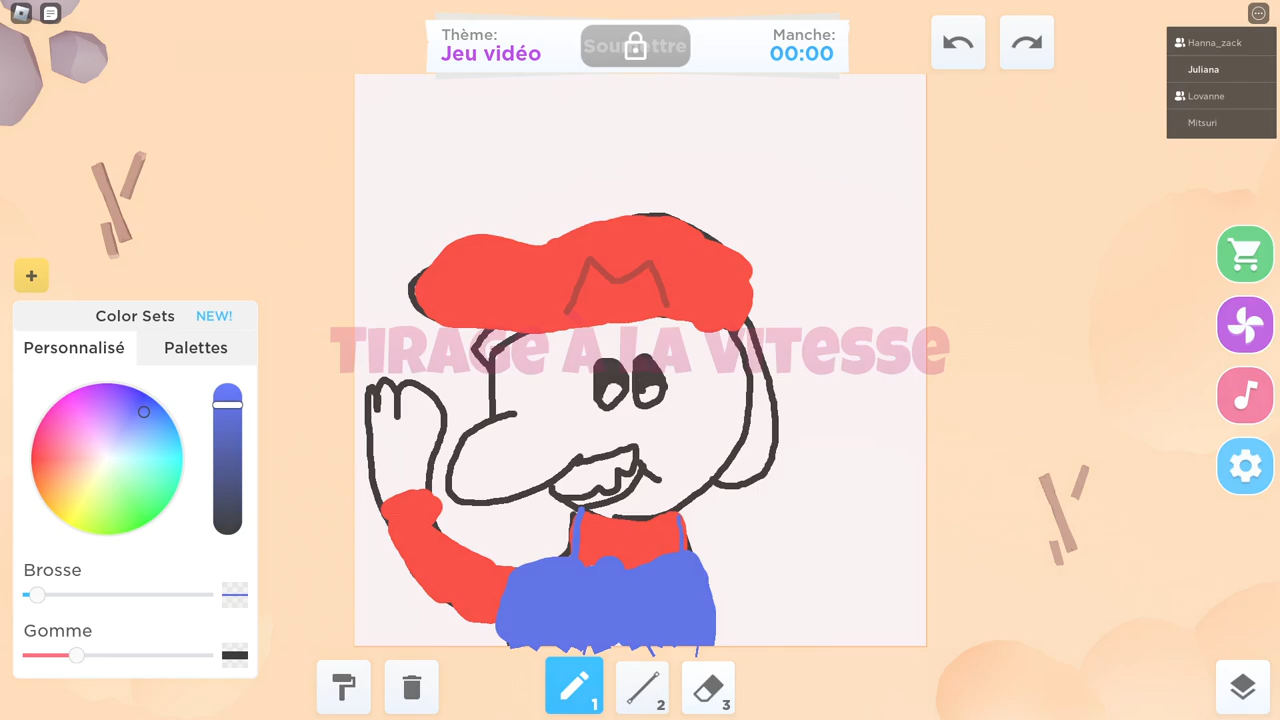 Thème:
Jeu vidéo
Soumettre
Manche:
00:00
Hanna_zack
Juliana
Lovanne
Mitsuri
M
TIRAGE A LA VITESSE
+
Color Sets NEW!
Personnalisé Palettes
Brosse
Gomme
1
2
3